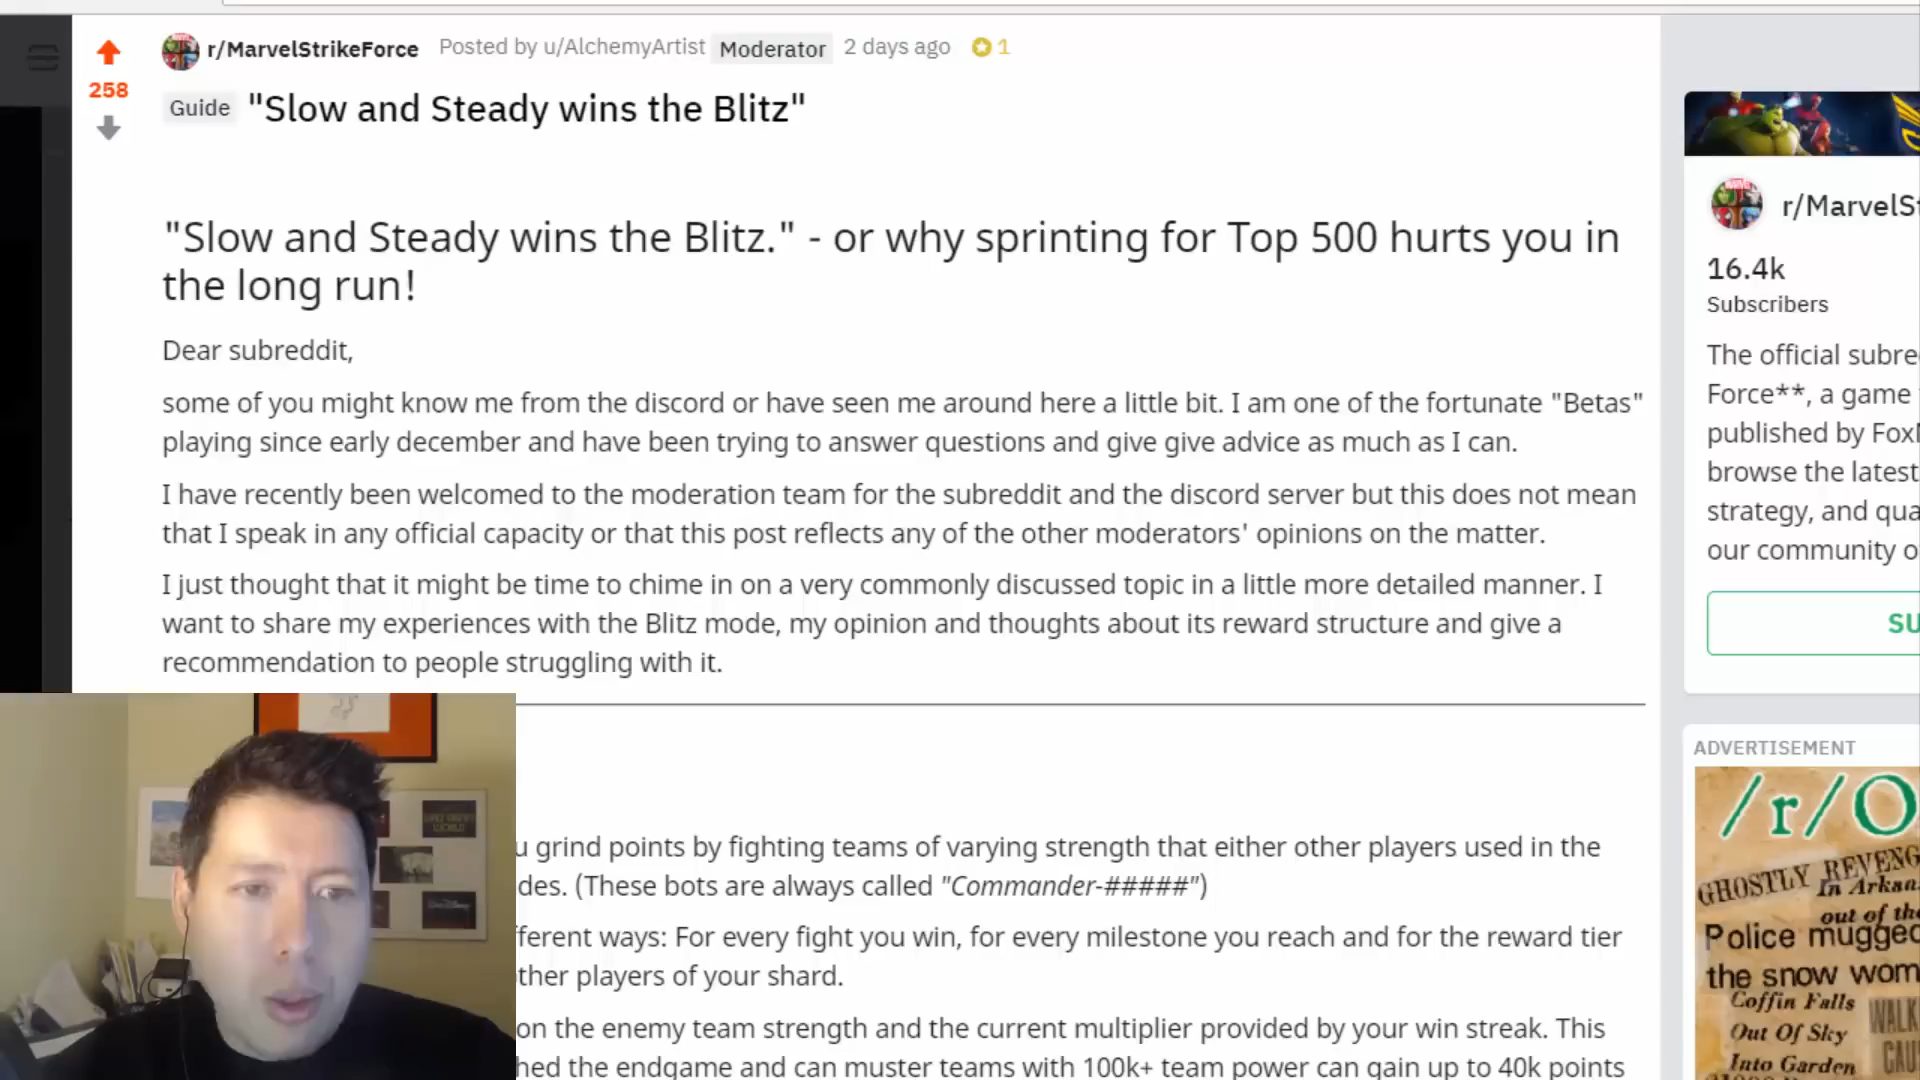 r/MarvelStrikeForce Posted by u/AlchemyArtist Moderator 2 days ago 1
258
Guide "Slow and Steady wins the Blitz"
"Slow and Steady wins the Blitz." - or why sprinting for Top 500 hurts you in
the long run!
Dear subreddit,
some of you might know me from the discord or have seen me around here a little bit. I am one of the fortunate "Betas"
playing since early december and have been trying to answer questions and give give advice as much as I can.
I have recently been welcomed to the moderation team for the subreddit and the discord server but this does not mean
that I speak in any official capacity or that this post reflects any of the other moderators' opinions on the matter.
I just thought that it might be time to chime in on a very commonly discussed topic in a little more detailed manner. I
want to share my experiences with the Blitz mode, my opinion and thoughts about its reward structure and give a
recommendation to people struggling with it.
u grind points by fighting teams of varying strength that either other players used in the
des. (These bots are always called "Commander-#####")
fferent ways: For every fight you win, for every milestone you reach and for the reward tier
ther players of your shard.
on the enemy team strength and the current multiplier provided by your win streak. This
hed the endgame and can muster teams with 100k+ team power can gain up to 40k points
r/MarvelSt
16.4k
Subscribers
The official subre
Force**, a game
published by Fox
browse the latest
strategy, and qua
our community o
SU
ADVERTISEMENT
/r/O
GHOSTLY REVENG
In Arkan
out of the
Police mugged
the snow wom
Coffin Falls
Out Of Sky
Into Garden
WALK
CAU